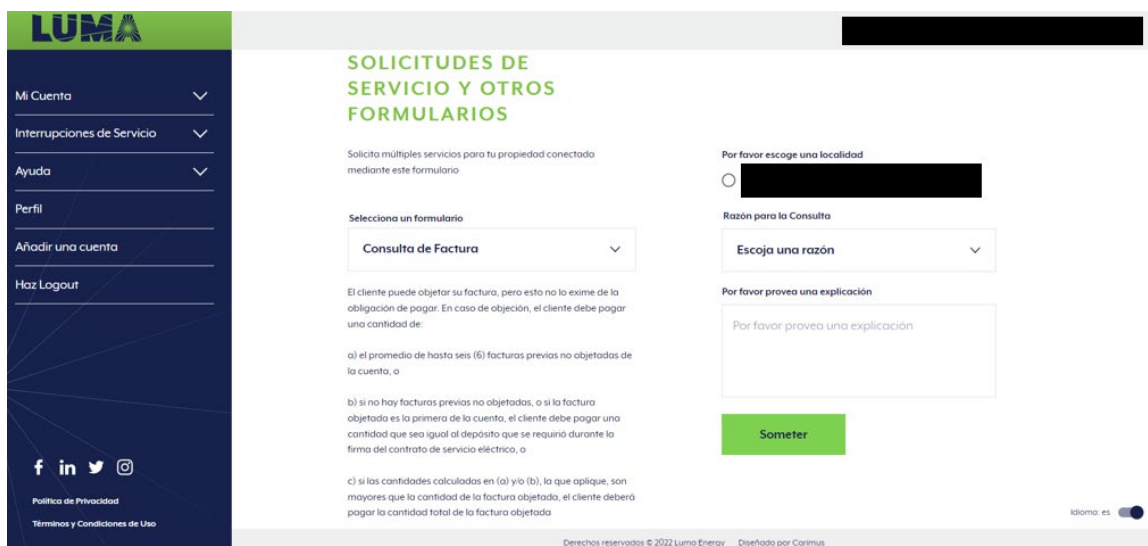 LUMA
Mi Cuenta
Interrupciones de Servicio
Ayuda
Perfil
Añadir una cuenta
Haz Logout
Política de Privacidad
Términos y Condiciones de Uso
SOLICITUDES DE
SERVICIO Y OTROS
FORMULARIOS
Solicita múltiples servicios para tu propiedad conectada
mediante este formulario
Selecciona un formulario
Consulta de Factura
El cliente puede objetar su factura, pero esto no lo exime de la
obligación de pagar. En caso de objeción, el cliente debe pagar
una cantidad de:
a) el promedio de hasta seis (6) facturas previas no objetadas de
la cuenta, o
b) si no hay facturas previas no objetadas, o si la factura
objetada es la primera de la cuenta, el cliente debe pagar una
cantidad que sea igual al depósito que se requirió durante la
firma del contrato de servicio eléctrico, o
c) si las cantidades calculadas en (a) y/o (b), la que aplique, son
mayores que la cantidad de la factura objetada, el cliente deberá
pagar la cantidad total de la factura objetada
Por favor escoge una localidad
Razón para la Consulta
Escoja una razón
Por favor provea una explicación
Por favor provea una explicación
Someter
Idioma: es
Derechos reservados © 2022 Luma Energy Diseñado por Carimus